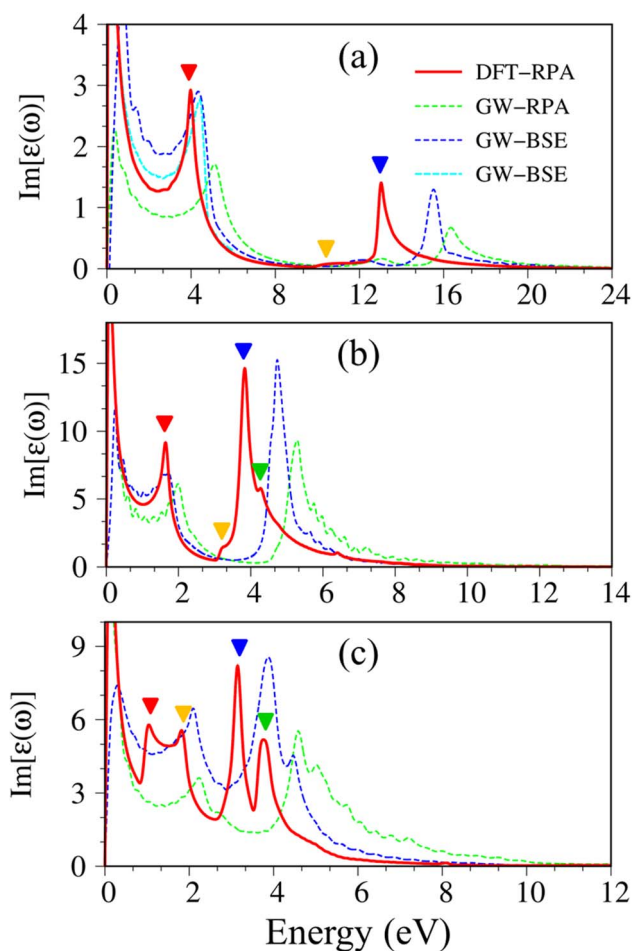 (a)
DFT−RPA
GW−RPA
GW−BSE
GW−BSE
Im[ε(ω)]
4
3
2
1
0
0 4 8 13 16 20 24
(b)
Im[ε(ω)]
15
10
5
0
0 2 4 6 8 10 12 14
(c)
Im[ε(ω)]
9
6
3
0
0 2 4 6 8 10 12
Energy (eV)